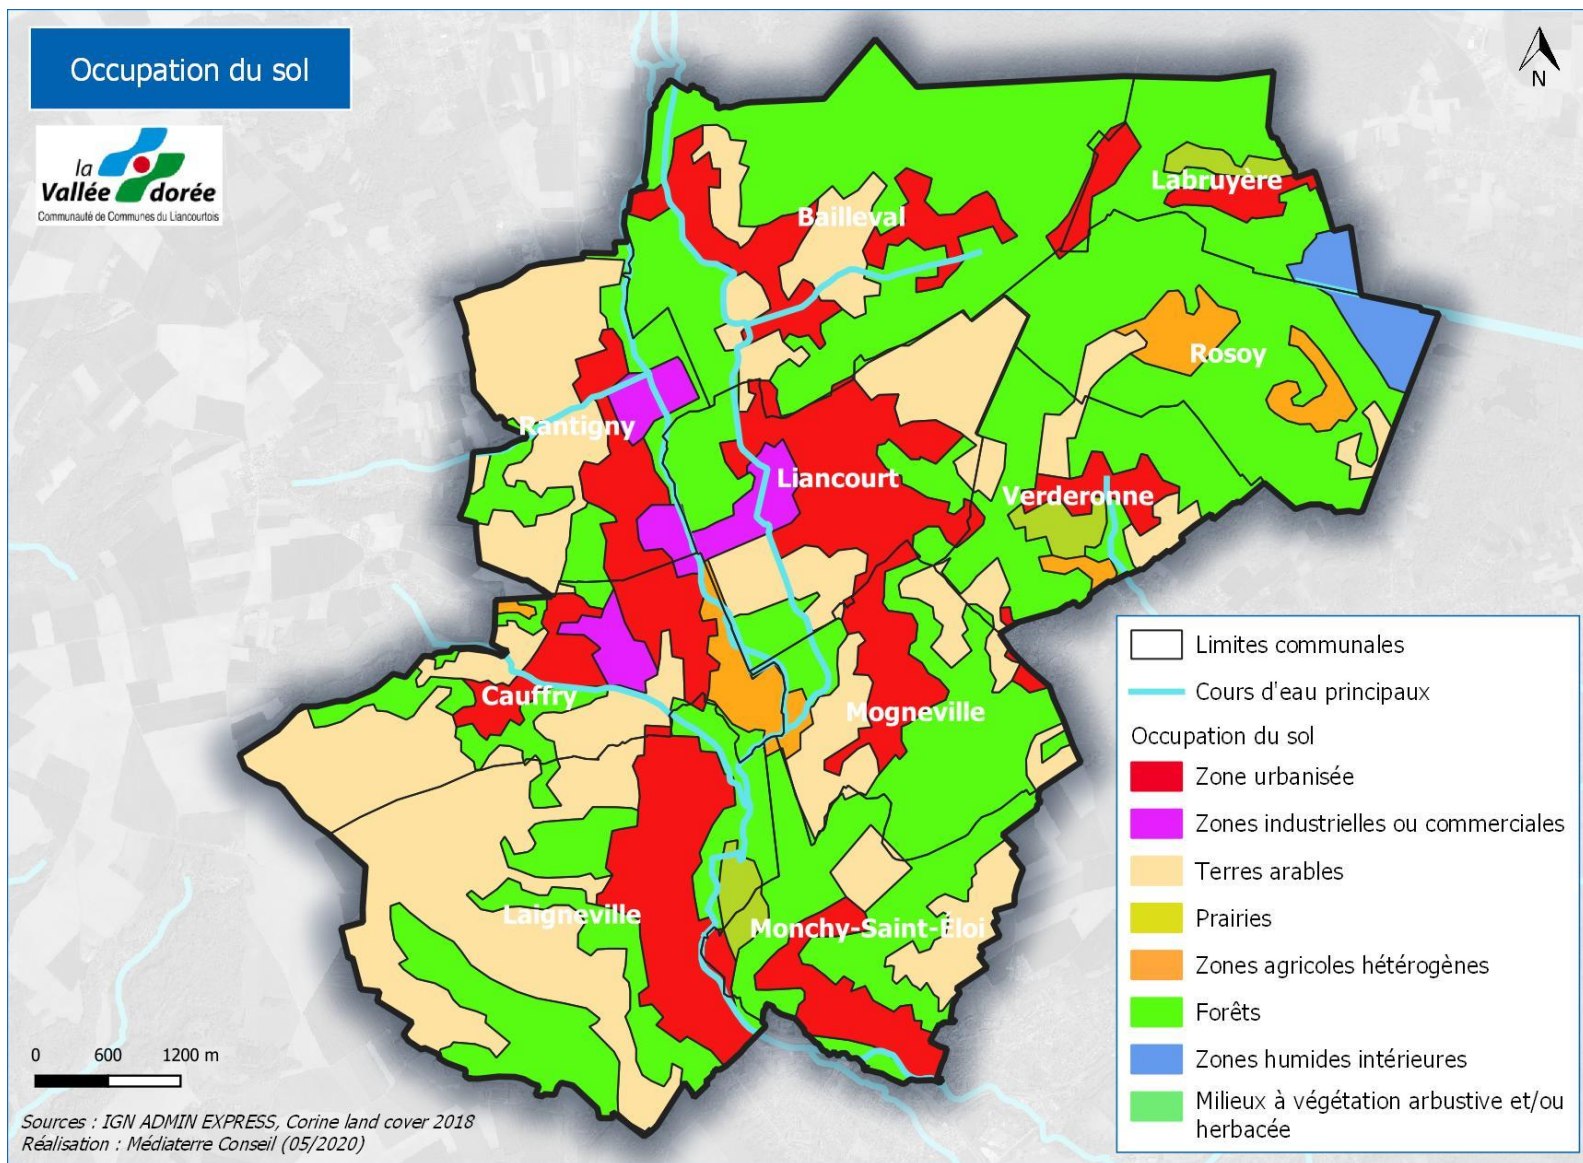 Occupation du sol
N
la
Vallée dorée
Communauté de Communes du Liancourtois
Labruyère
Bailleval
Rosoy
Rantigny
Liancourt
Verderonne
Cauffry
Mogneville
Laigneville
Monchy-Saint-Éloi
Limites communales
Cours d'eau principaux
Occupation du sol
Zone urbanisée
Zones industrielles ou commerciales
Terres arables
Prairies
Zones agricoles hétérogènes
Forêts
Zones humides intérieures
Milieux à végétation arbustive et/ou
herbacée
0 600 1200 m
Sources : IGN ADMIN EXPRESS, Corine land cover 2018
Réalisation : Médiaterre Conseil (05/2020)